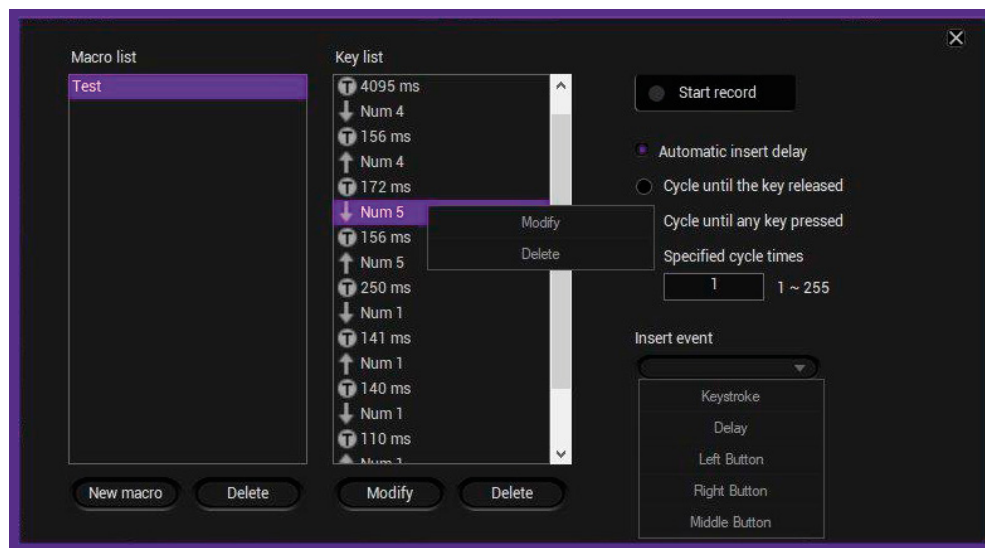 Macro list
Test
New macro
Delete
Key list
4095 ms
Num 4
156 ms
Num 4
172 ms
Num 5
156 ms
Num 5
250 ms
Num 1
141 ms
Num 1
140 ms
Num 1
110 ms
Num 1
Modify
Delete
Modify
Delete
Start record
Automatic insert delay
Cycle until the key released
Cycle until any key pressed
Specified cycle times
1
1 ~ 255
Insert event
Keystroke
Delay
Left Button
Right Button
Middle Button